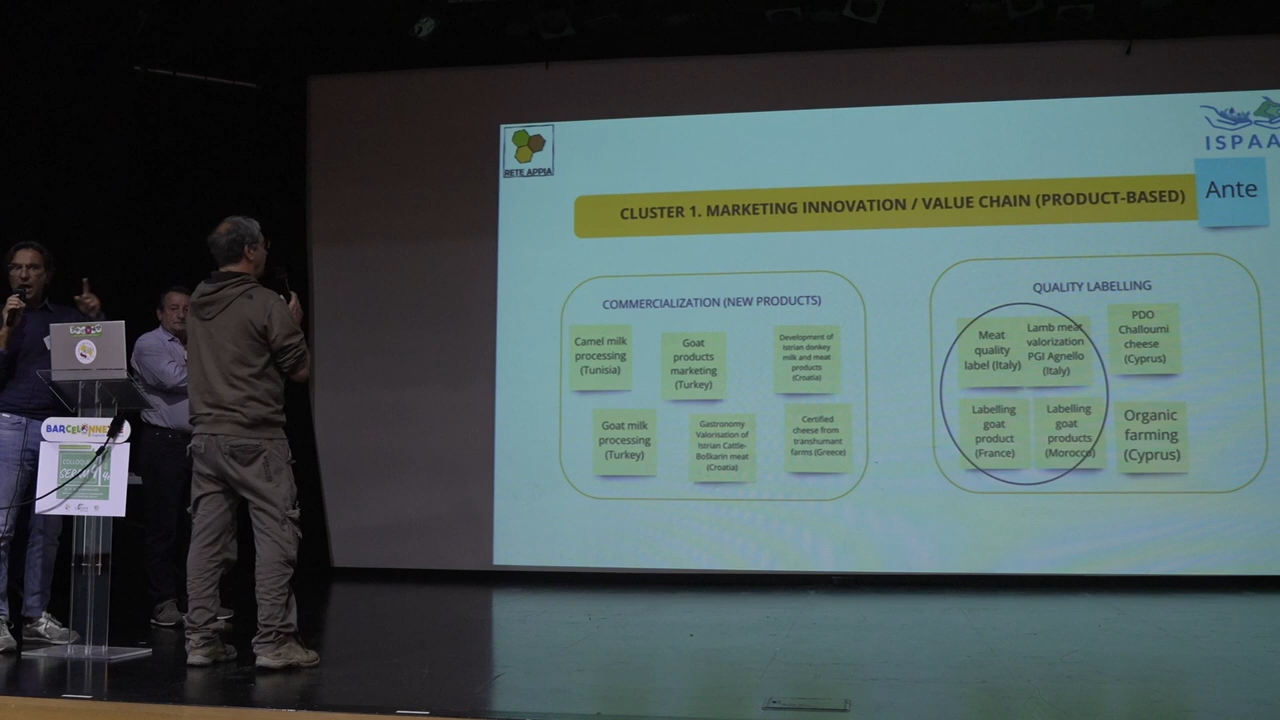 RETE APPIA
ISPAA
CLUSTER 1. MARKETING INNOVATION / VALUE CHAIN (PRODUCT-BASED)
Ante
COMMERCIALIZATION (NEW PRODUCTS)
Camel milk
processing
(Tunisia)
Goat
products
marketing
(Turkey)
Development of
Istrian donkey
milk and meat
products
(Croatia)
Goat milk
processing
(Turkey)
Gastronomy
Valorisation of
Istrian Cattle-
Boškarin meat
(Croatia)
Certified
cheese from
transhumant
farms (Greece)
QUALITY LABELLING
Meat
quality
label (Italy)
Lamb meat
valorization
PGI Agnello
(Italy)
PDO
Challoumi
cheese
(Cyprus)
Labelling
goat
product
(France)
Labelling
goat
products
(Morocco)
Organic
farming
(Cyprus)
BARCELONNE